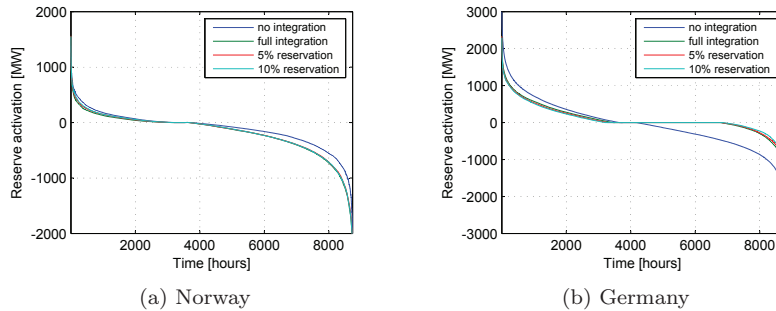 no integration
full integration
5% reservation
10% reservation
2000
1000
0
-1000
-2000
Reserve activation [MW]
0 2000 4000 6000 8000
Time [hours]
(a) Norway
no integration
full integration
5% reservation
10% reservation
3000
2000
1000
0
-1000
-2000
-3000
Reserve activation [MW]
0 2000 4000 6000 8000
Time [hours]
(b) Germany